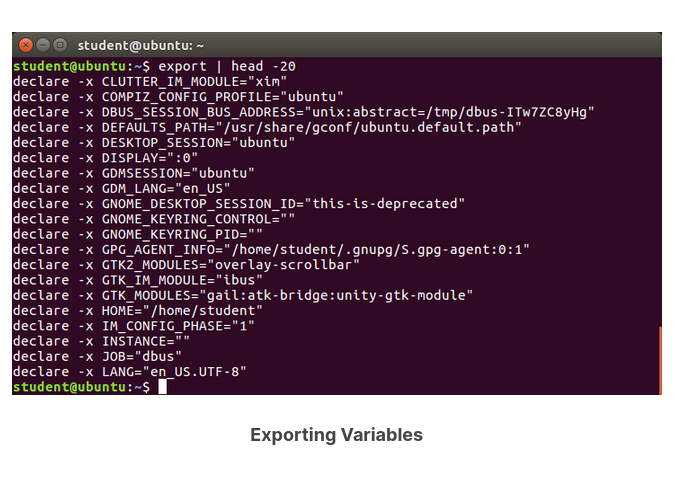 student@ubuntu: ~
student@ubuntu:~$ export | head -20
declare -x CLUTTER_IM_MODULE="xim"
declare -x COMPIZ_CONFIG_PROFILE="ubuntu"
declare -x DBUS_SESSION_BUS_ADDRESS="unix:abstract=/tmp/dbus-ITw7ZC8yHg"
declare -x DEFAULTS_PATH="/usr/share/gconf/ubuntu.default.path"
declare -x DESKTOP_SESSION="ubuntu"
declare -x DISPLAY=":0"
declare -x GDMSESSION="ubuntu"
declare -x GDM_LANG="en_US"
declare -x GNOME_DESKTOP_SESSION_ID="this-is-deprecated"
declare -x GNOME_KEYRING_CONTROL=""
declare -x GNOME_KEYRING_PID=""
declare -x GPG_AGENT_INFO="/home/student/.gnupg/S.gpg-agent:0:1"
declare -x GTK2_MODULES="overlay-scrollbar"
declare -x GTK_IM_MODULE="ibus"
declare -x GTK_MODULES="gail:atk-bridge:unity-gtk-module"
declare -x HOME="/home/student"
declare -x IM_CONFIG_PHASE="1"
declare -x INSTANCE=""
declare -x JOB="dbus"
declare -x LANG="en_US.UTF-8"
student@ubuntu:~$
Exporting Variables